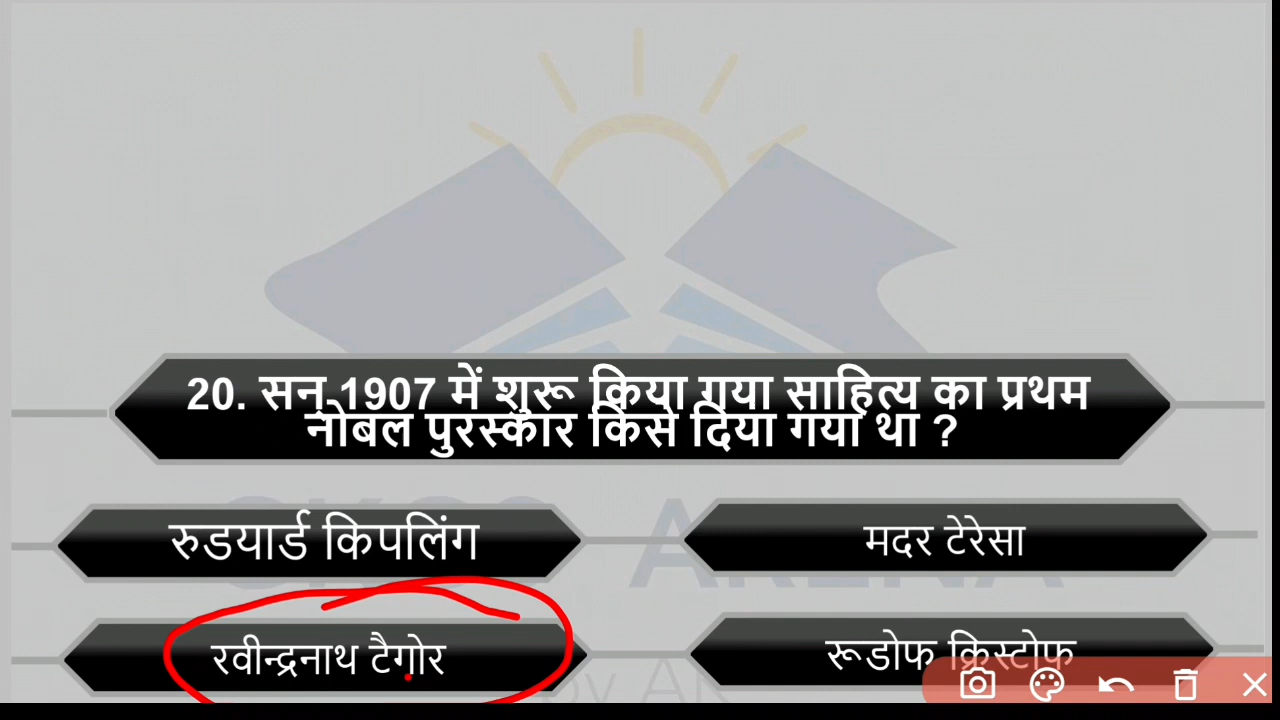 20. सन् 1907 में शुरू किया गया साहित्य का प्रथम
नोबल पुरस्कार किसे दिया गया था ?
रुडयार्ड किपलिंग
मदर टेरेसा
रवीन्द्रनाथ टैगोर
रूडोफ क्रिस्टोफ